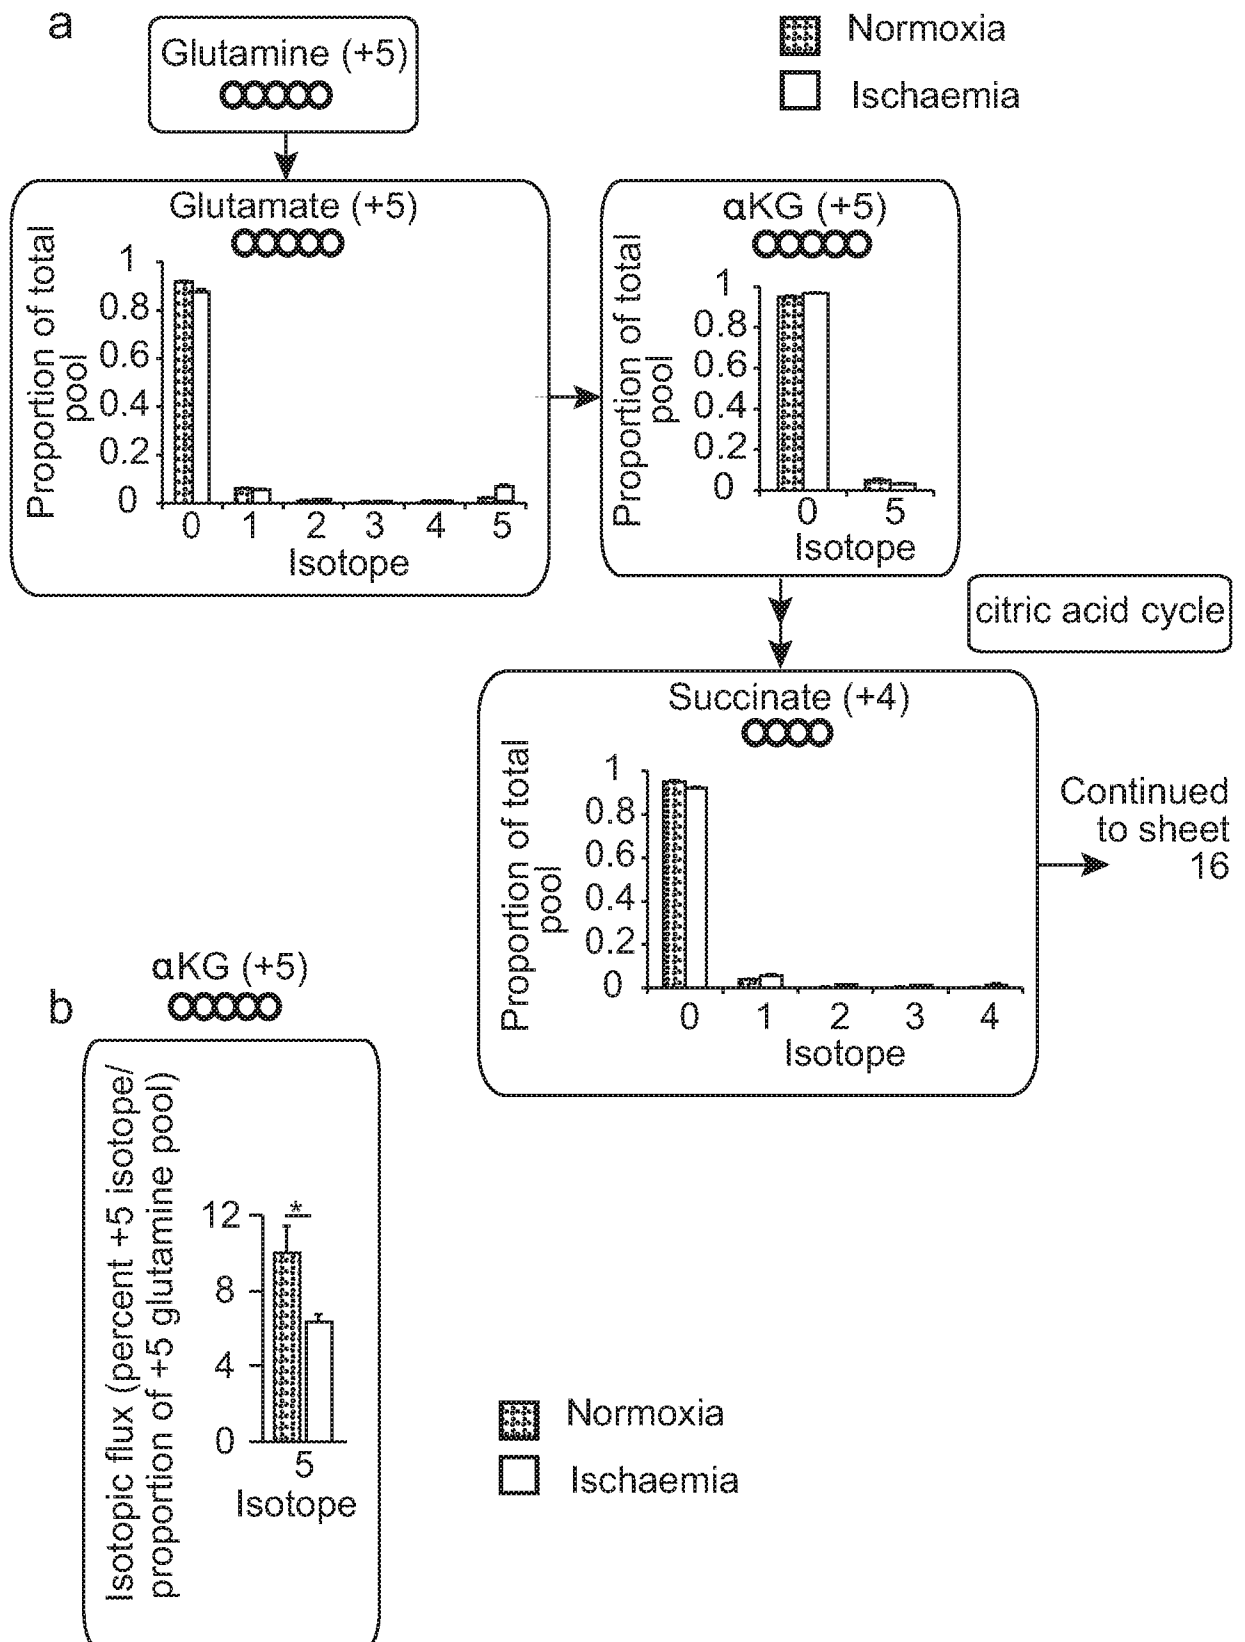 a
Glutamine (+5)
Normoxia
Ischaemia
Glutamate (+5)
Proportion of total
pool
1
0.8
0.6
0.4
0.2
0
0 1 2 3 4 5
Isotope
αKG (+5)
Proportion of total
pool
1
0.8
0.6
0.4
0.2
0
0 5
Isotope
citric acid cycle
Succinate (+4)
Proportion of total
pool
1
0.8
0.6
0.4
0.2
0
0 1 2 3 4
Isotope
Continued
to sheet
16
b
αKG (+5)
Isotopic flux (percent +5 isotope/
proportion of +5 glutamine pool)
12
8
4
0
*
5
Isotope
Normoxia
Ischaemia